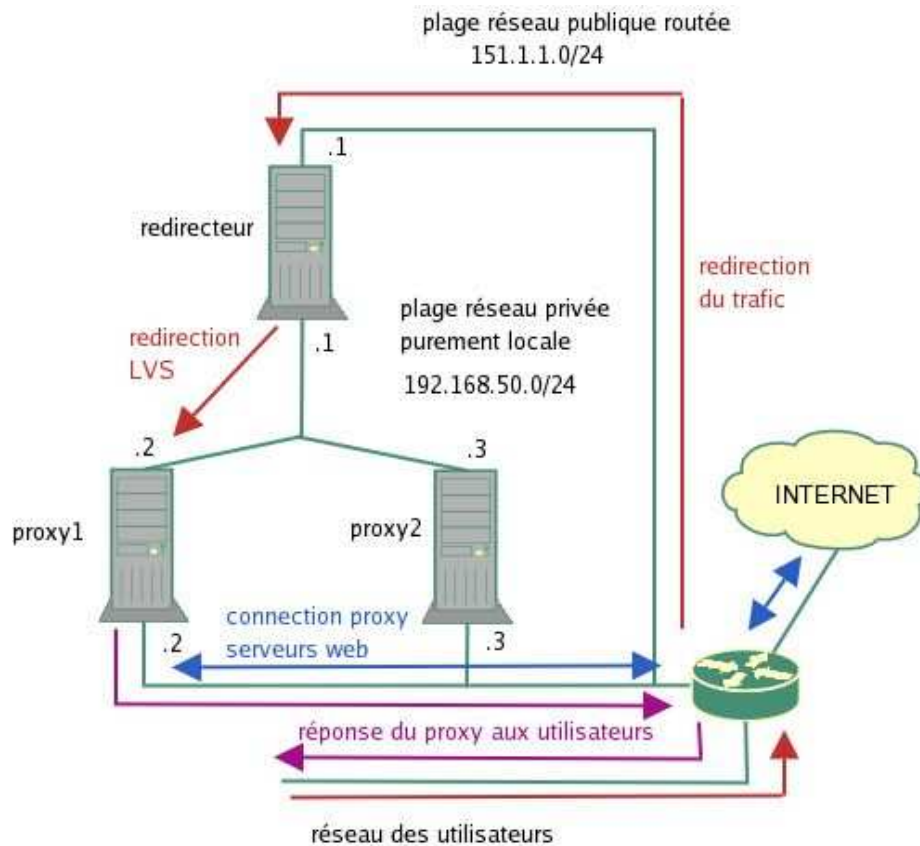 plage réseau publique routée
151.1.1.0/24
.1
redirecteur
redirection
du trafic
plage réseau privée
purement locale
192.168.50.0/24
.1
redirection
LVS
.2
.3
INTERNET
proxy1
proxy2
connection proxy
serveurs web
.2
.3
réponse du proxy aux utilisateurs
réseau des utilisateurs